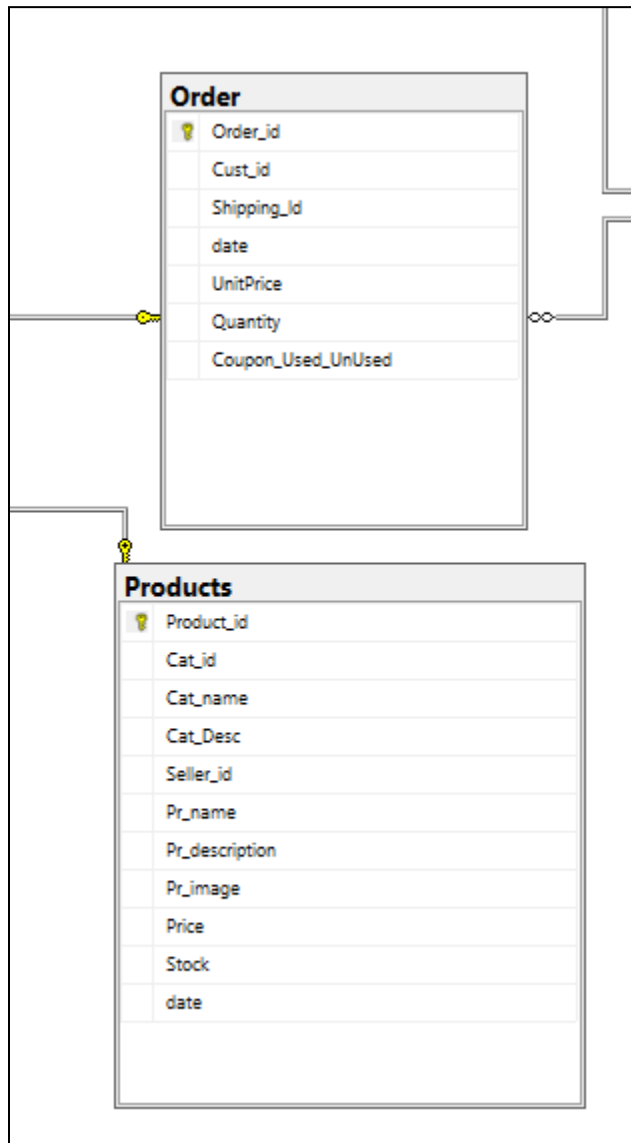 Order
Order_id
Cust_id
Shipping_Id
date
UnitPrice
Quantity
Coupon_Used_UnUsed
Products
Product_id
Cat_id
Cat_name
Cat_Desc
Seller_id
Pr_name
Pr_description
Pr_image
Price
Stock
date